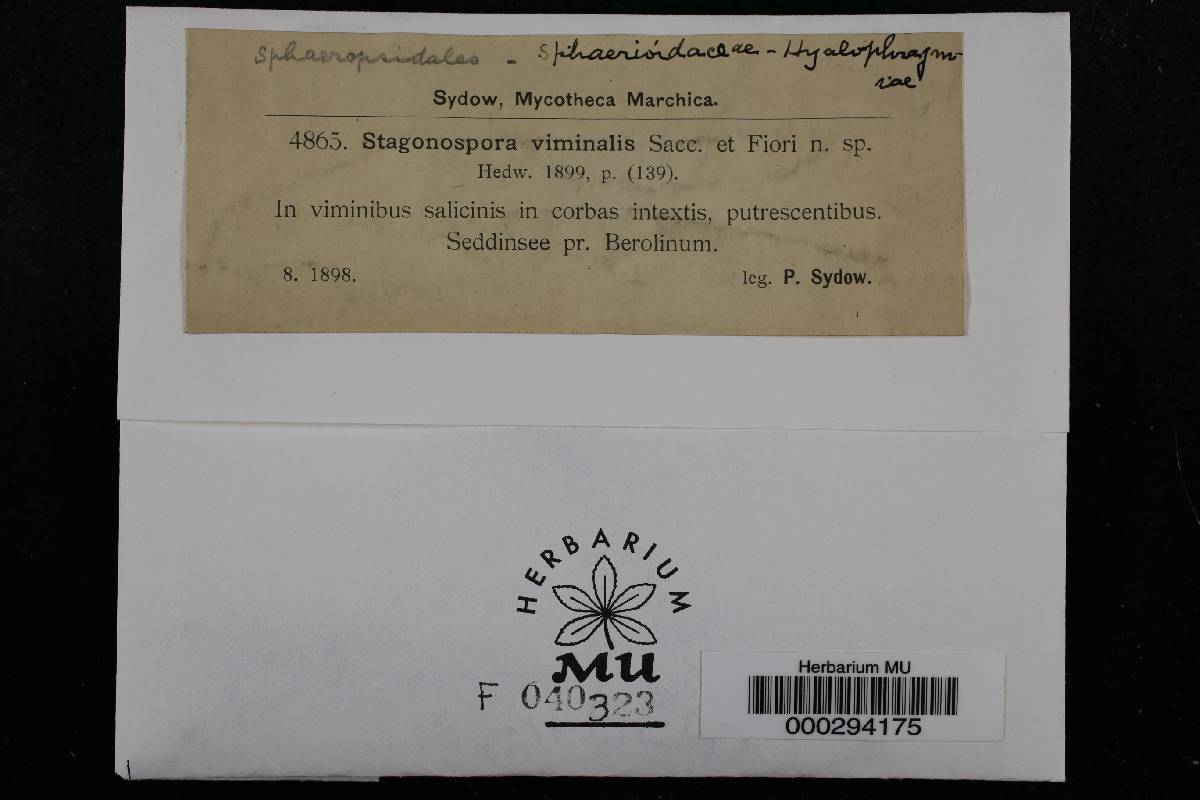 Sphaeropsidales - Sphaerioidaceae - Hyalophragm-
iae
Sydow, Mycotheca Marchica.
4865. Stagonospora viminalis Sacc. et Fiori n. sp.
Hedw. 1899, p. (139).
In viminibus salicinis in corbas intextis, putrescentibus.
Seddinsee pr. Berolinum.
8. 1898. leg. P. Sydow.
HERBARIUM
MU
F 040323
Herbarium MU
000294175